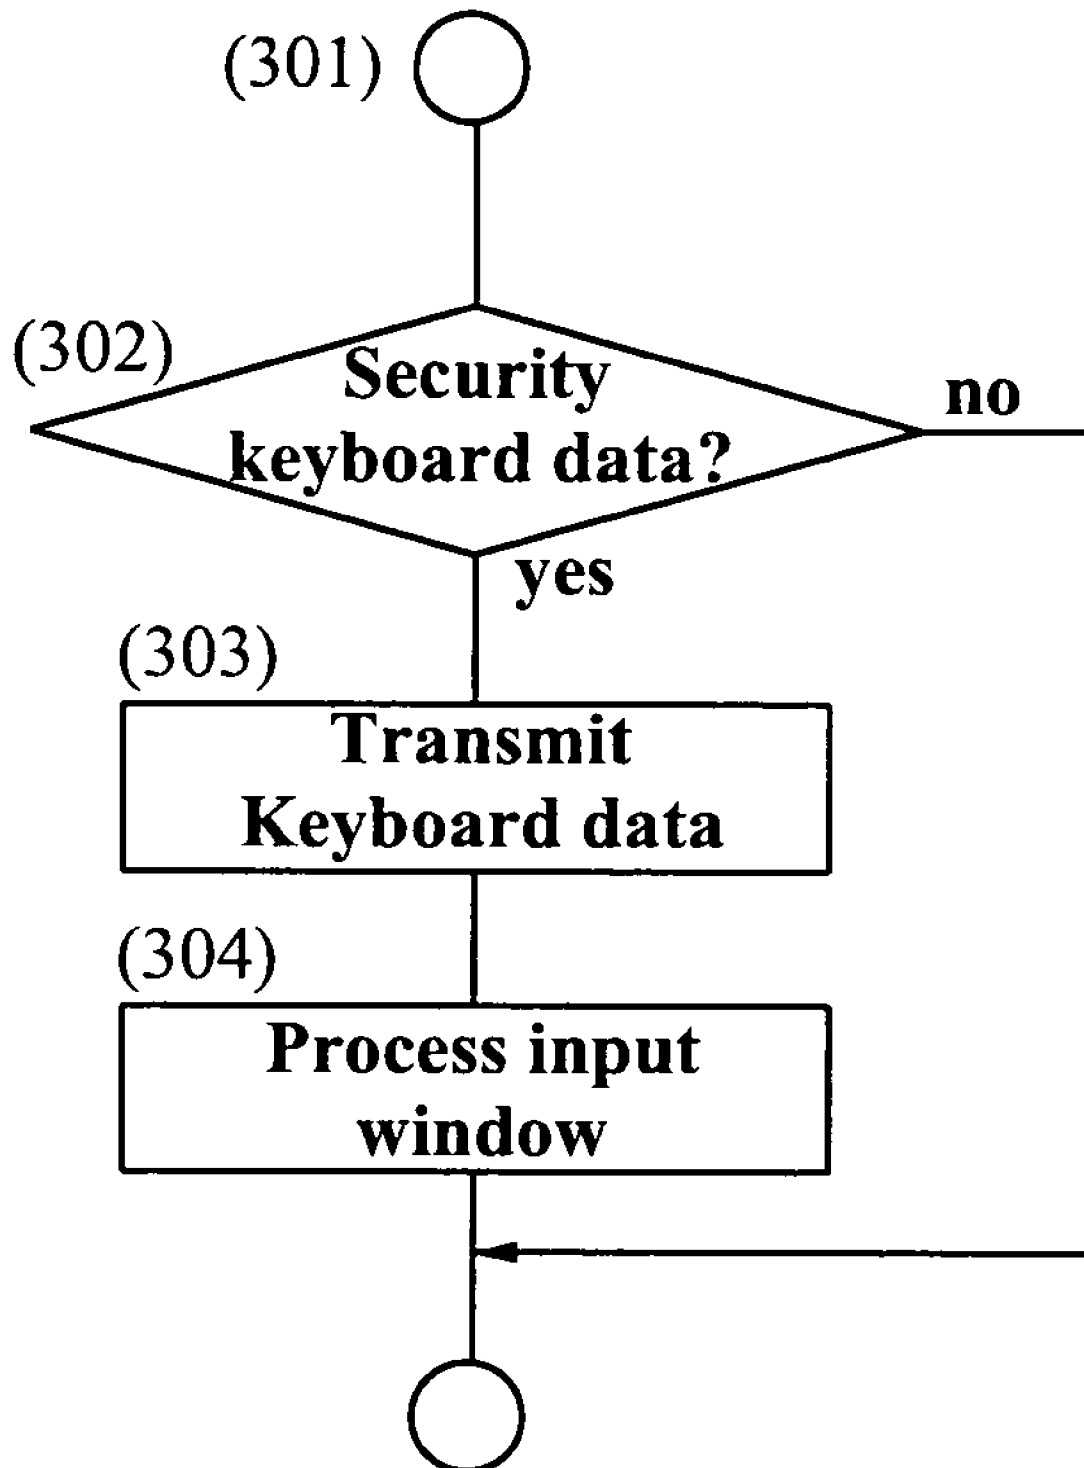 (301)
(302)
Security
keyboard data?
no
yes
(303)
Transmit
Keyboard data
(304)
Process input
window